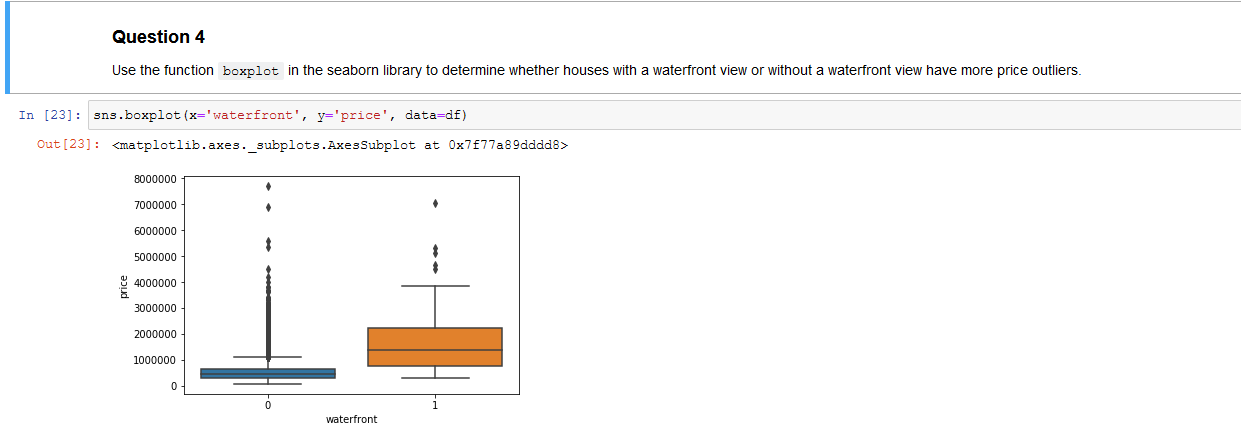 Question 4
Use the function boxplot in the seaborn library to determine whether houses with a waterfront view or without a waterfront view have more price outliers.
In [23]: sns.boxplot(x='waterfront', y='price', data=df)
Out[23]: <matplotlib.axes._subplots.AxesSubplot at 0x7f77a89dddd8>
8000000
7000000
6000000
5000000
4000000
3000000
2000000
1000000
0
price
0 1
waterfront